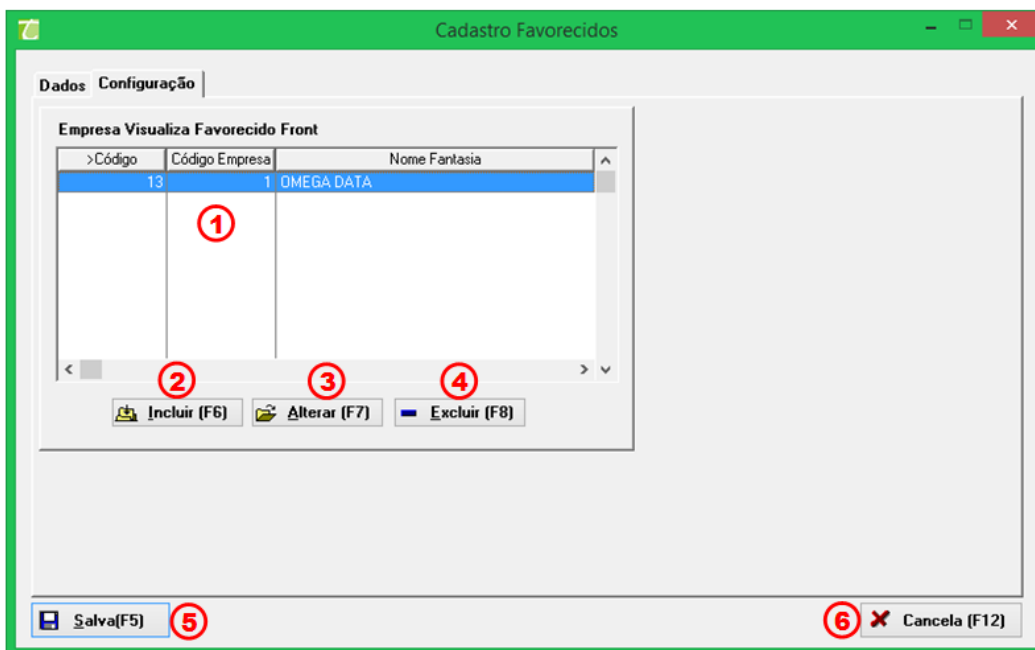 Cadastro Favorecidos
Dados Configuração
Empresa Visualiza Favorecido Front
>Código Código Empresa Nome Fantasia
13 1 OMEGA DATA
1
2 3 4
Incluir (F6) Alterar (F7) Excluir (F8)
Salva(F5) 5 6 Cancela (F12)